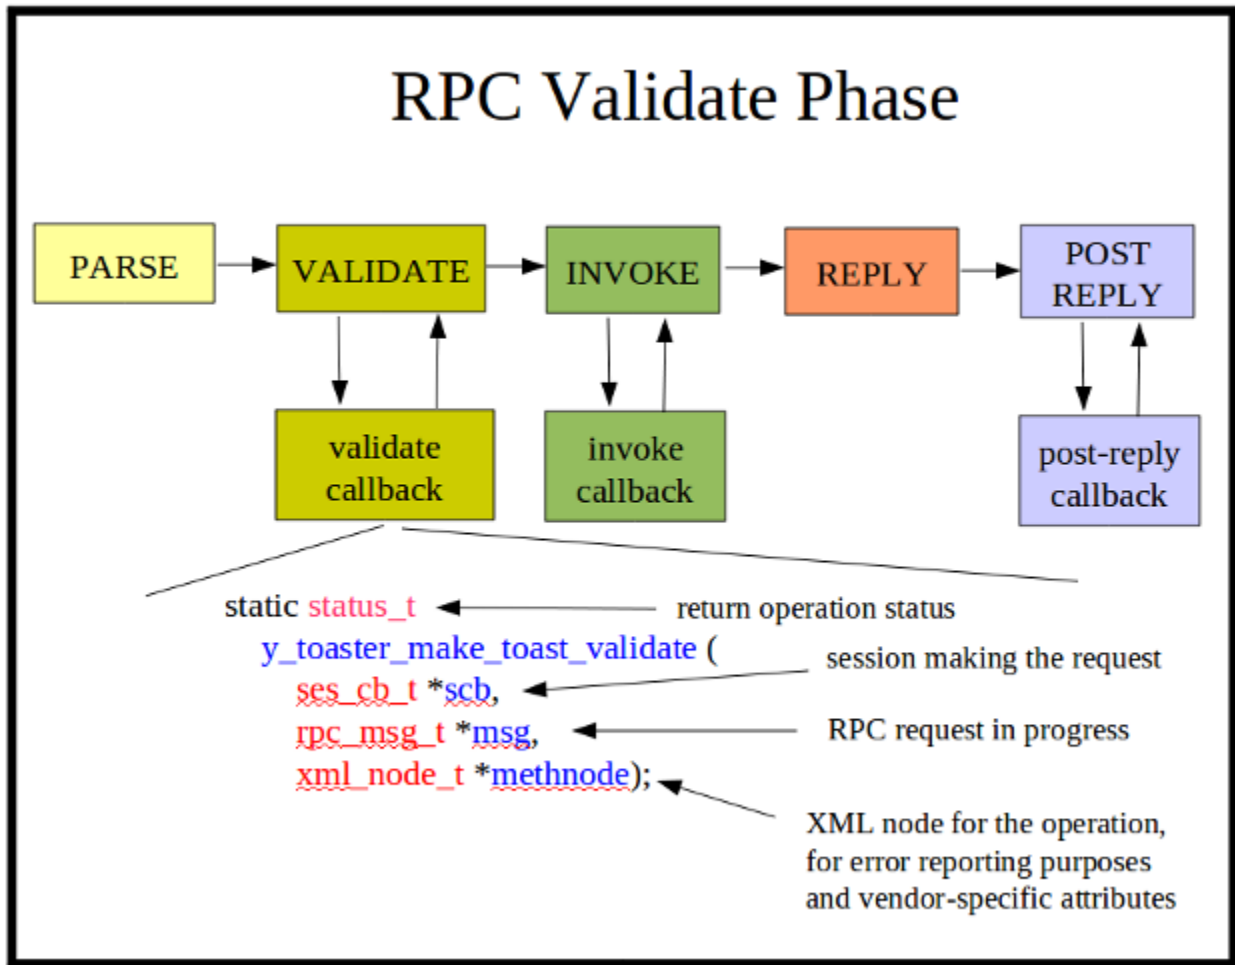 RPC Validate Phase
PARSE
VALIDATE
INVOKE
REPLY
POST
REPLY
validate
callback
invoke
callback
post-reply
callback
static status_t
return operation status
y_toaster_make_toast_validate (
session making the request
ses_cb_t *scb,
rpc_msg_t *msg,
RPC request in progress
xml_node_t *methnode);
XML node for the operation,
for error reporting purposes
and vendor-specific attributes